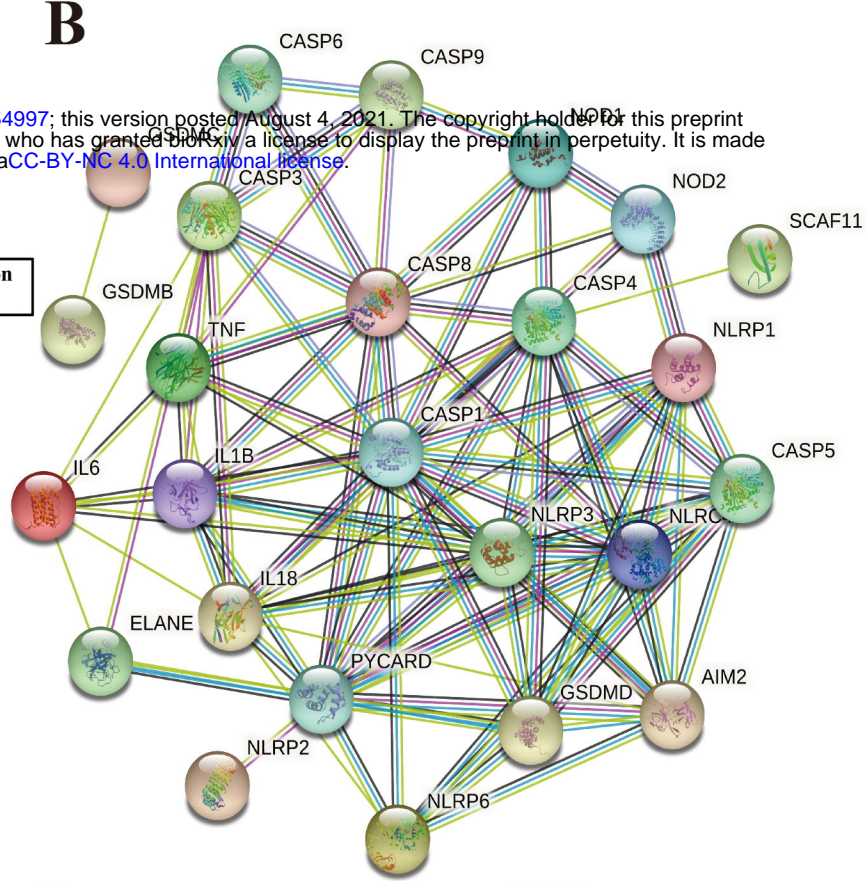 B
CASP6
CASP9
54997; this version posted August 4, 2021. The copyright holder for this preprint
NOD1
GSDMC
who has granted bioRxiv a license to display the preprint in perpetuity. It is made
aCC-BY-NC 4.0 International license.
CASP3
NOD2
SCAF11
CASP8
CASP4
GSDMB
TNF
NLRP1
CASP1
CASP5
IL6
IL1B
NLRP3
NLRC
IL18
ELANE
PYCARD
AIM2
GSDMD
NLRP2
NLRP6